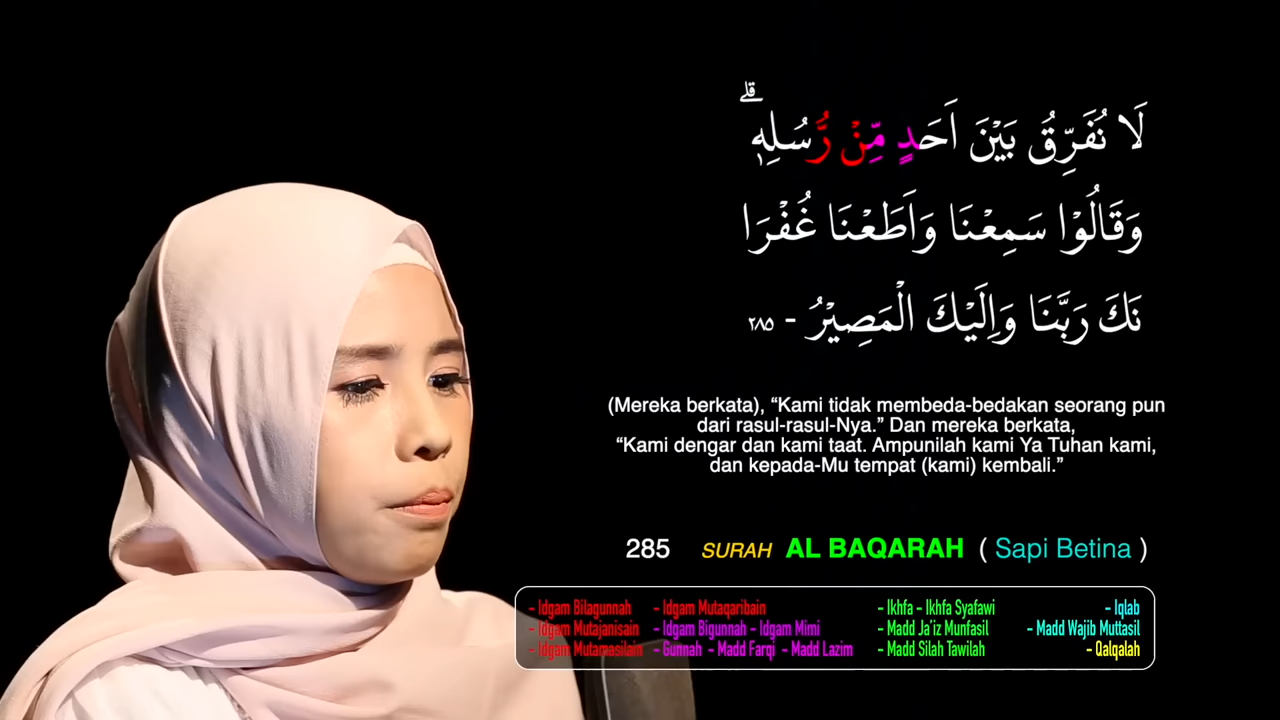 لَا نُفَرِّقُ بَيْنَ اَحَدٍ مِّنْ رُّسُلِهٖ ۗ
وَقَالُوْا سَمِعْنَا وَاَطَعْنَا غُفْرَا
نَكَ رَبَّنَا وَاِلَيْكَ الْمَصِيْرُ - ٢٨٥
(Mereka berkata), “Kami tidak membeda-bedakan seorang pun
dari rasul-rasul-Nya.” Dan mereka berkata,
“Kami dengar dan kami taat. Ampunilah kami Ya Tuhan kami,
dan kepada-Mu tempat (kami) kembali.”
285 SURAH AL BAQARAH ( Sapi Betina )
- Idgam Bilagunnah - Idgam Mutaqaribain - Ikhfa - Ikhfa Syafawi - Iqlab
- Idgam Mutajanisain - Idgam Bigunnah - Idgam Mimi - Madd Ja'iz Munfasil - Madd Wajib Muttasil
- Idgam Mutamasilain - Gunnah - Madd Farqi - Madd Lazim - Madd Silah Tawilah - Qalqalah